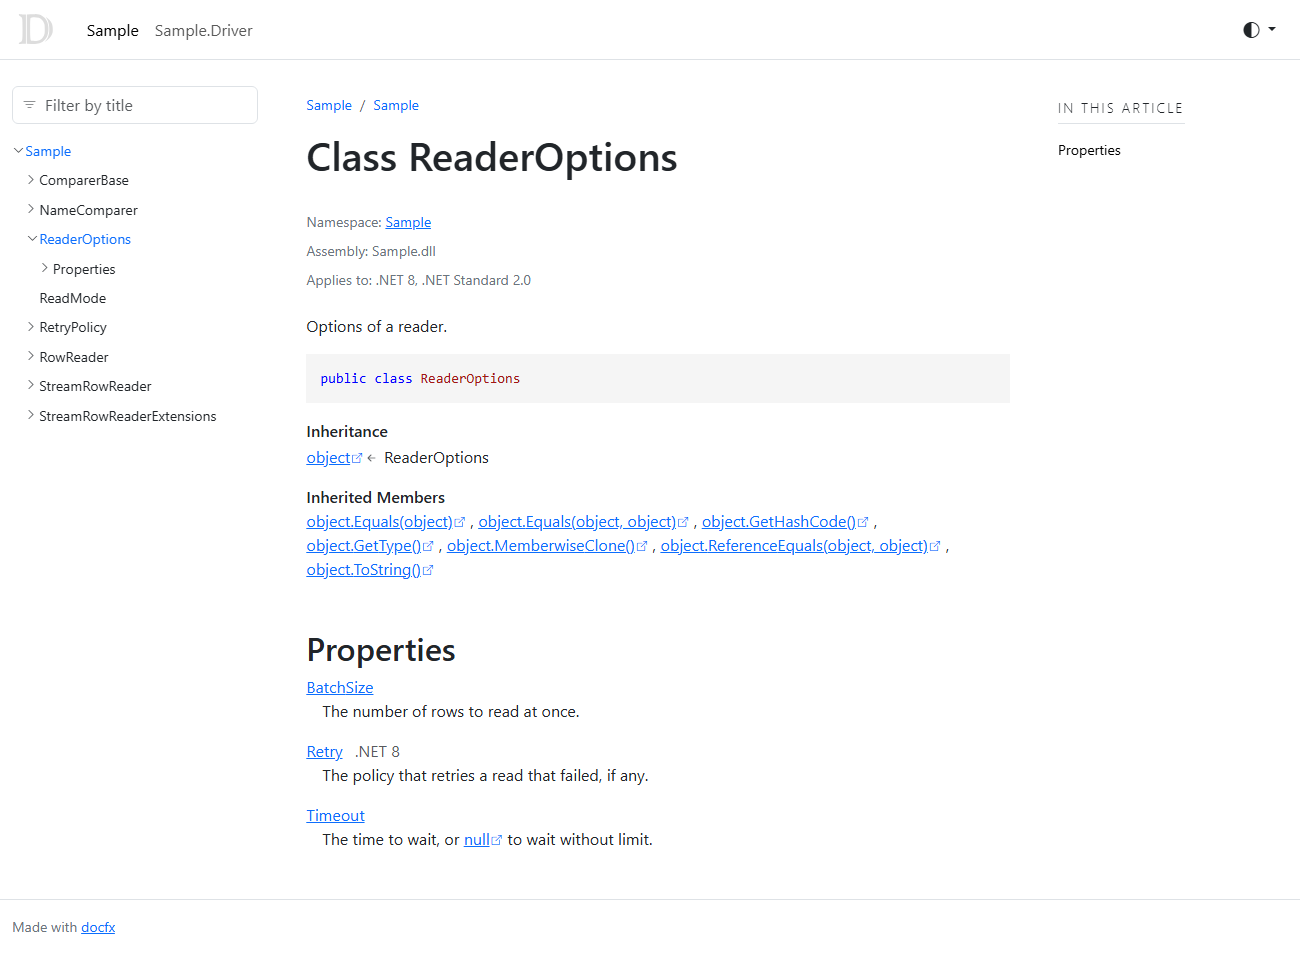 Sample Sample.Driver
Filter by title
Sample
ComparerBase
NameComparer
ReaderOptions
Properties
ReadMode
RetryPolicy
RowReader
StreamRowReader
StreamRowReaderExtensions
Sample / Sample
Class ReaderOptions
Namespace: Sample
Assembly: Sample.dll
Applies to: .NET 8, .NET Standard 2.0
Options of a reader.
public class ReaderOptions
Inheritance
object ← ReaderOptions
Inherited Members
object.Equals(object) , object.Equals(object, object) , object.GetHashCode() ,
object.GetType() , object.MemberwiseClone() , object.ReferenceEquals(object, object) ,
object.ToString()
Properties
BatchSize
The number of rows to read at once.
Retry .NET 8
The policy that retries a read that failed, if any.
Timeout
The time to wait, or null to wait without limit.
IN THIS ARTICLE
Properties
Made with docfx